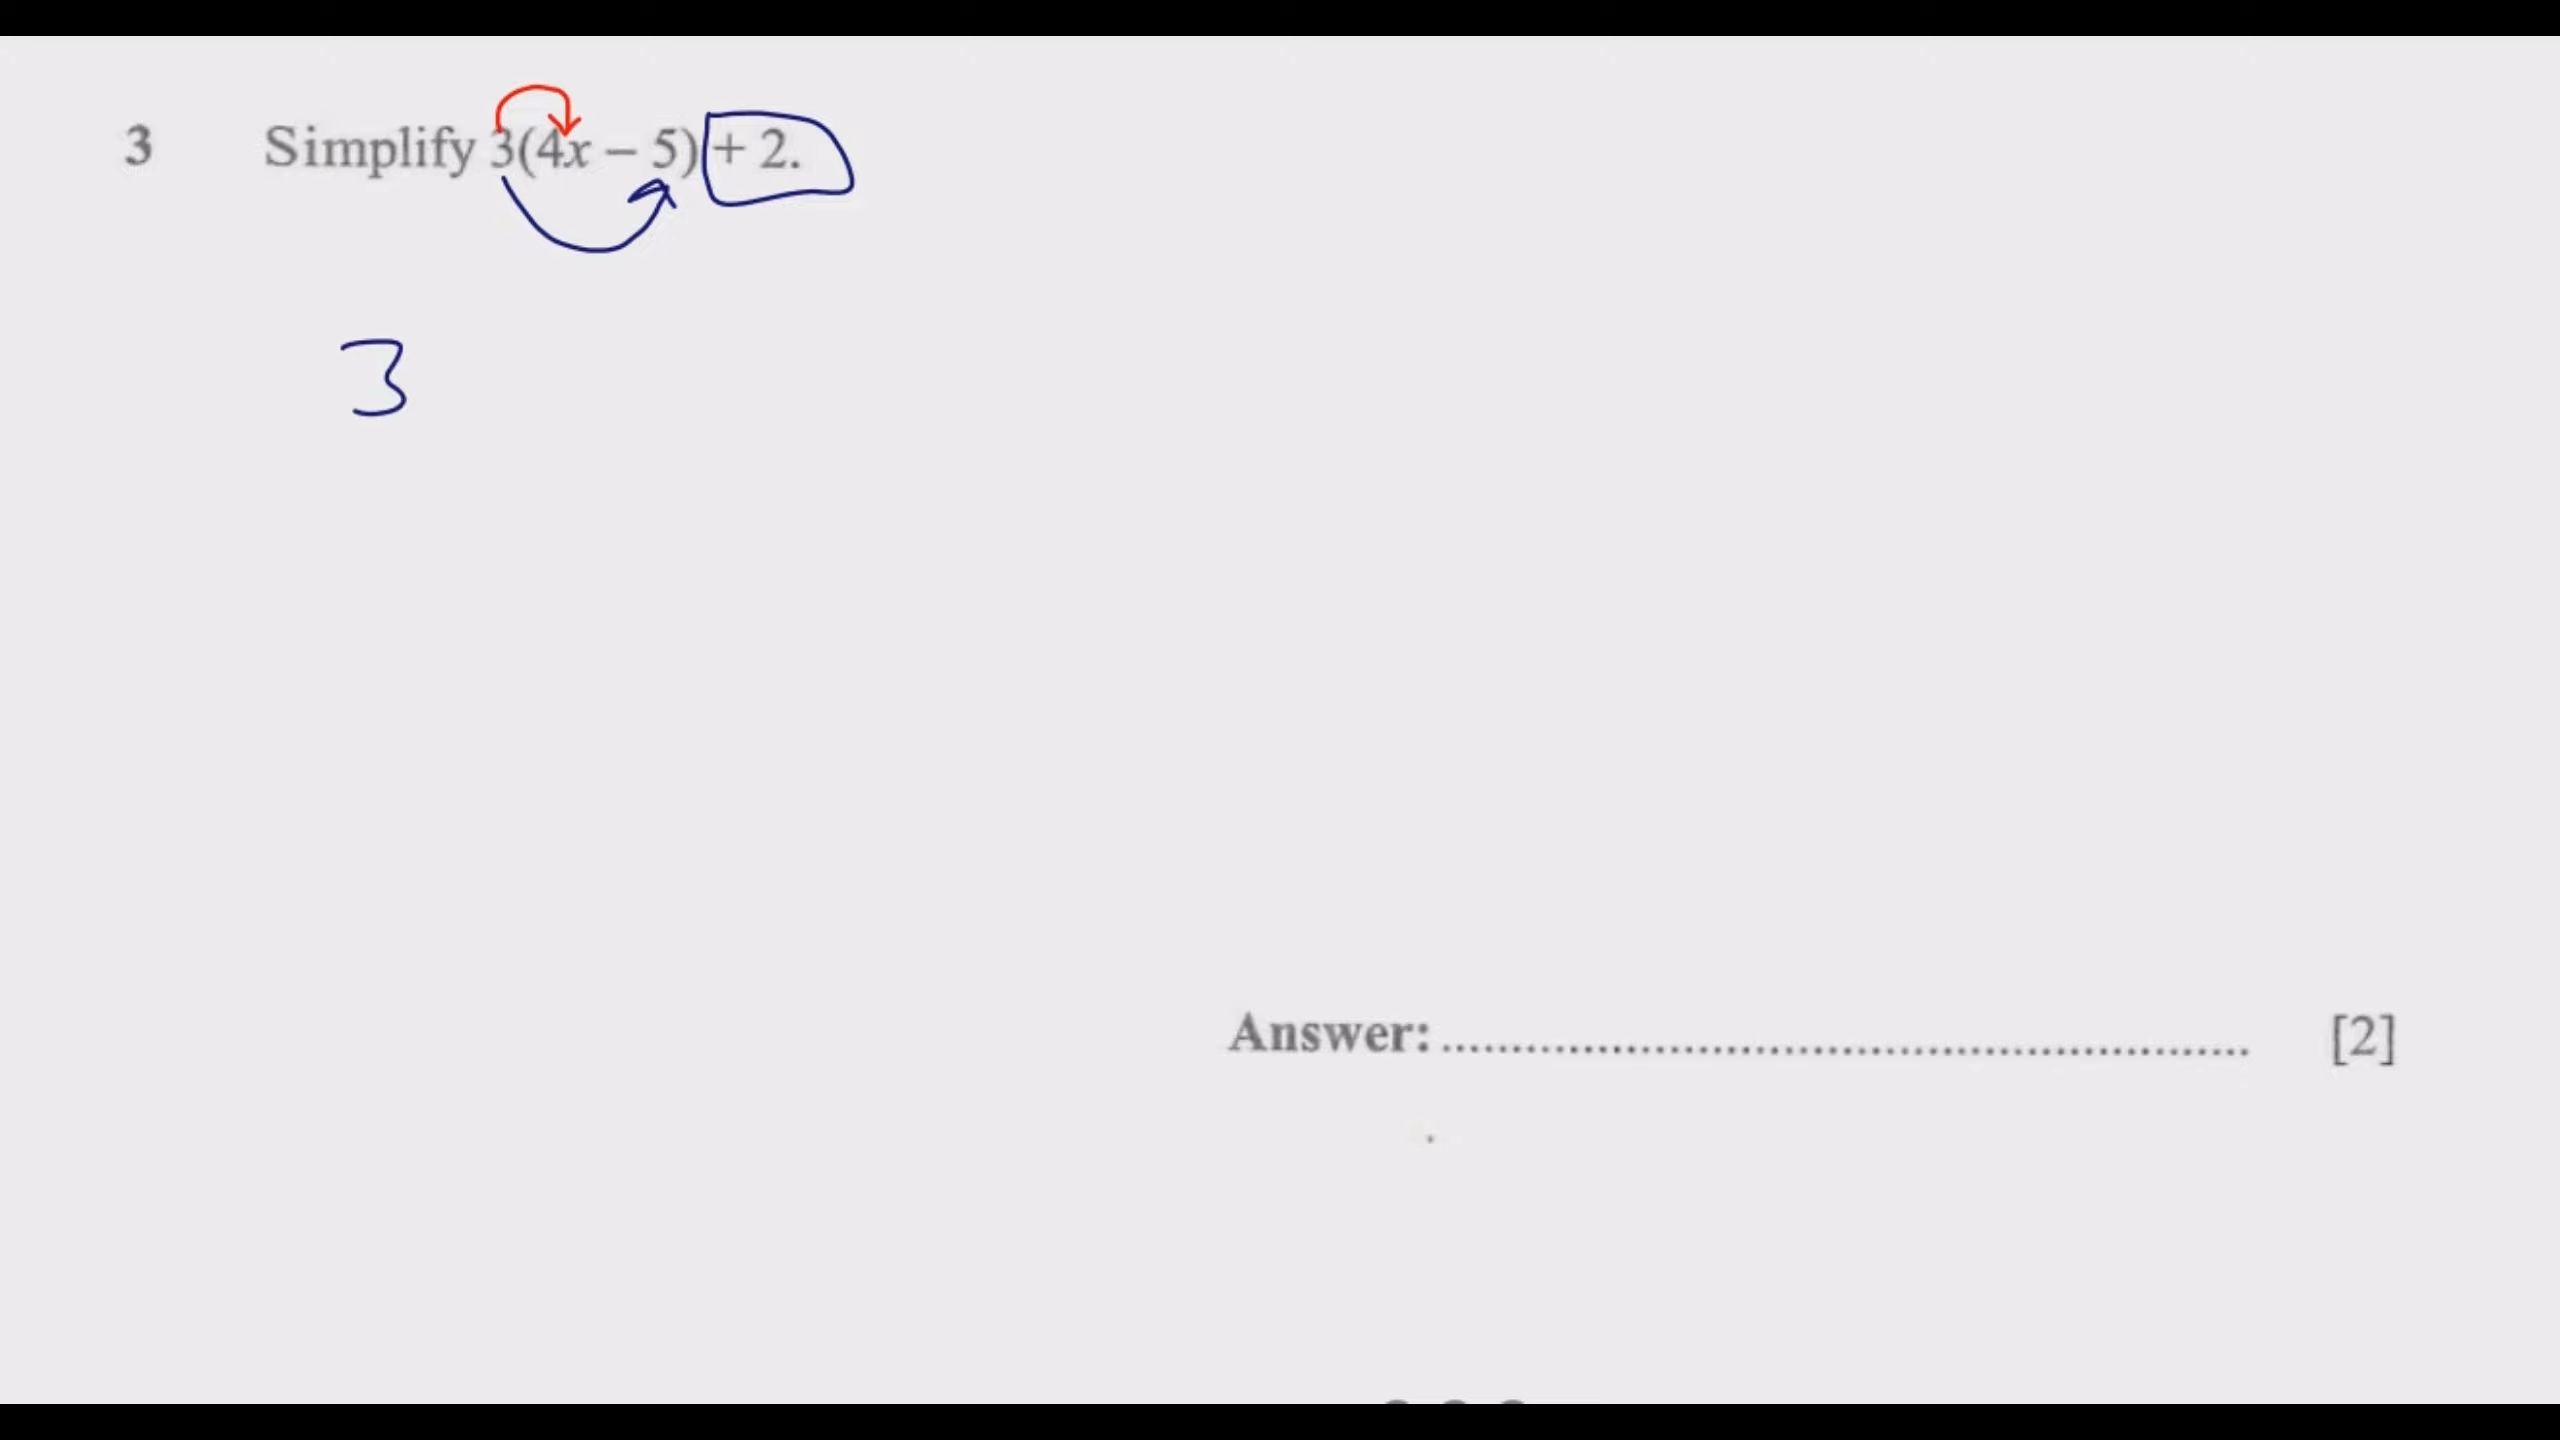 3 Simplify 3(4x – 5) + 2.
3
Answer: ........................................................ [2]